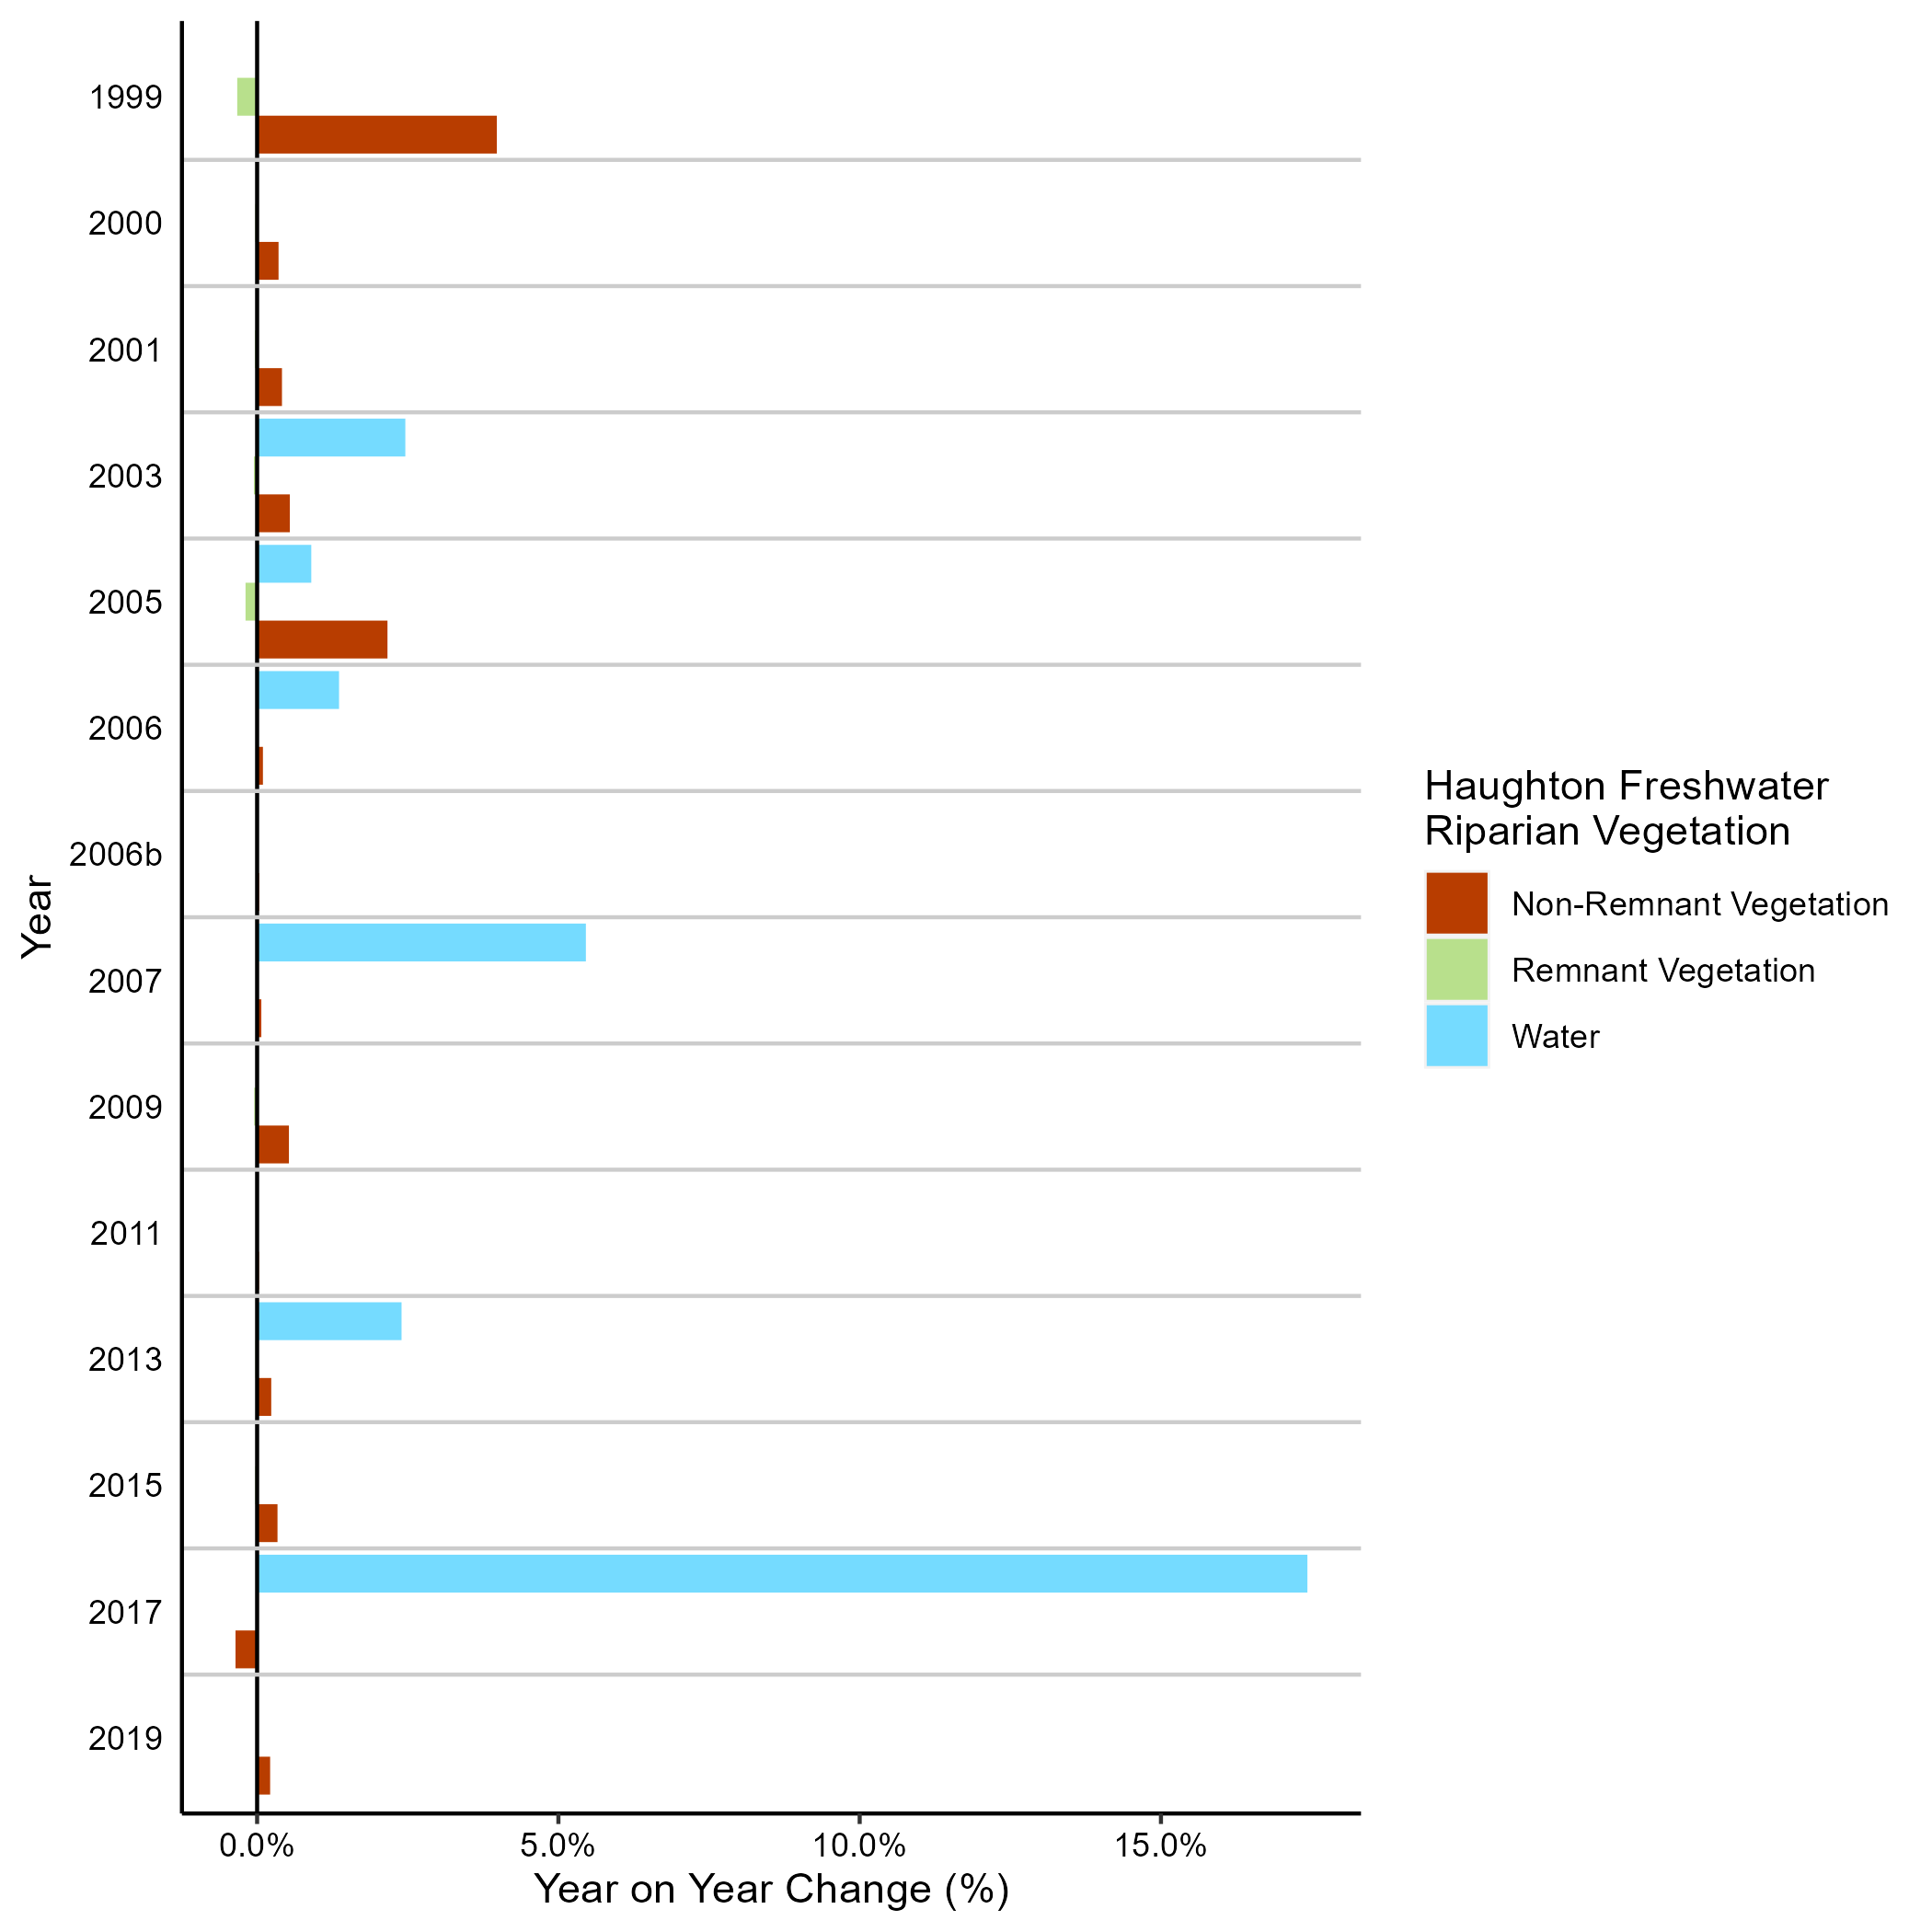 1999
2000
2001
2003
2005
2006
2006b
2007
2009
2011
2013
2015
2017
2019
Year
0.0% 5.0% 10.0% 15.0%
Year on Year Change (%)
Haughton Freshwater
Riparian Vegetation
Non-Remnant Vegetation
Remnant Vegetation
Water